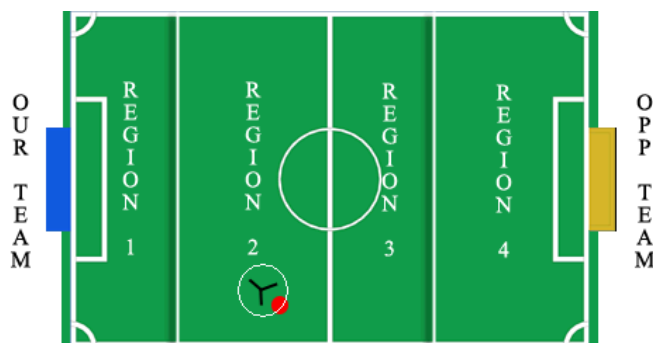 OUR TEAM
REGION 1
REGION 2
REGION 3
REGION 4
OPP TEAM